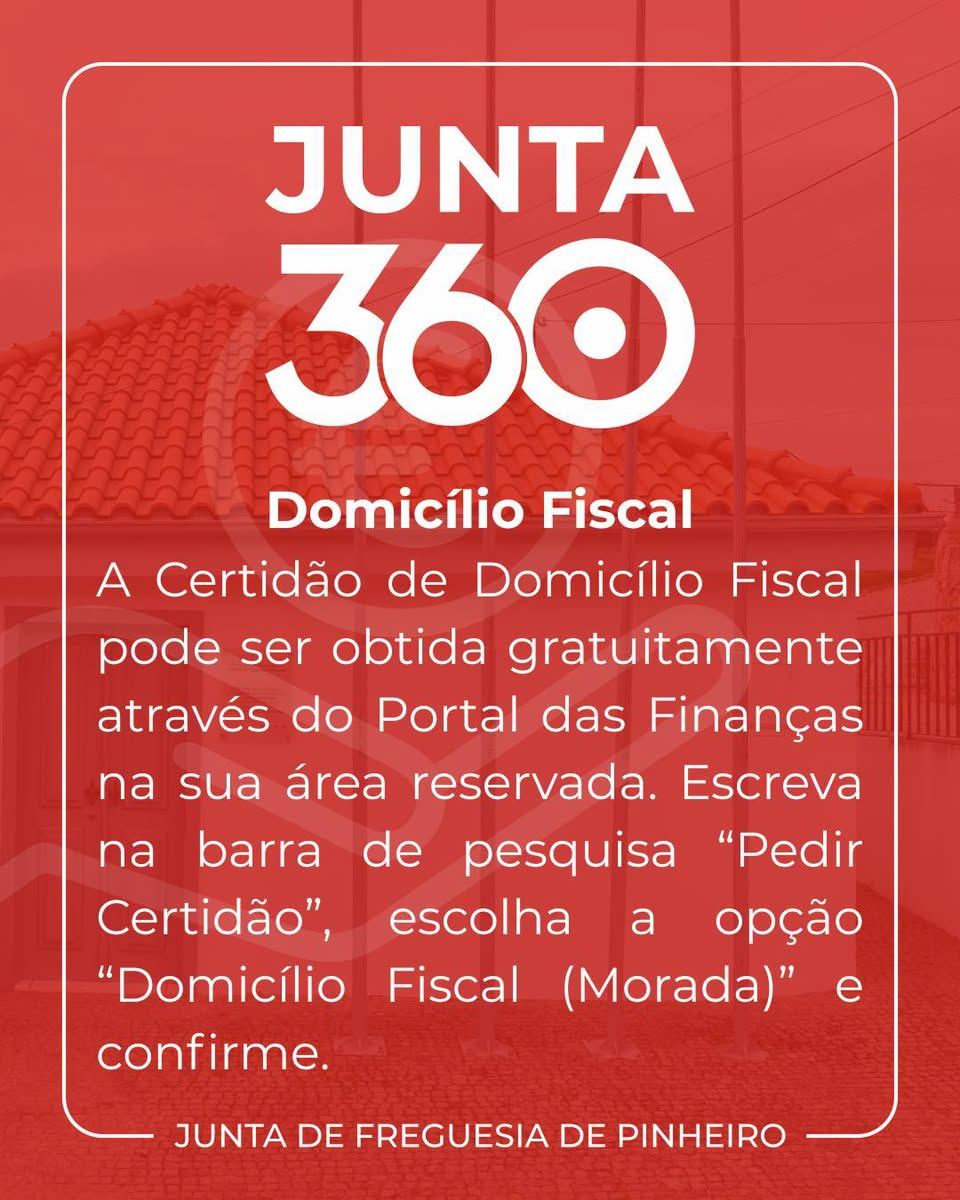 JUNTA
360
Domicílio Fiscal
A Certidão de Domicílio Fiscal
pode ser obtida gratuitamente
através do Portal das Finanças
na sua área reservada. Escreva
na barra de pesquisa “Pedir
Certidão”, escolha a opção
“Domicílio Fiscal (Morada)” e
confirme.
JUNTA DE FREGUESIA DE PINHEIRO